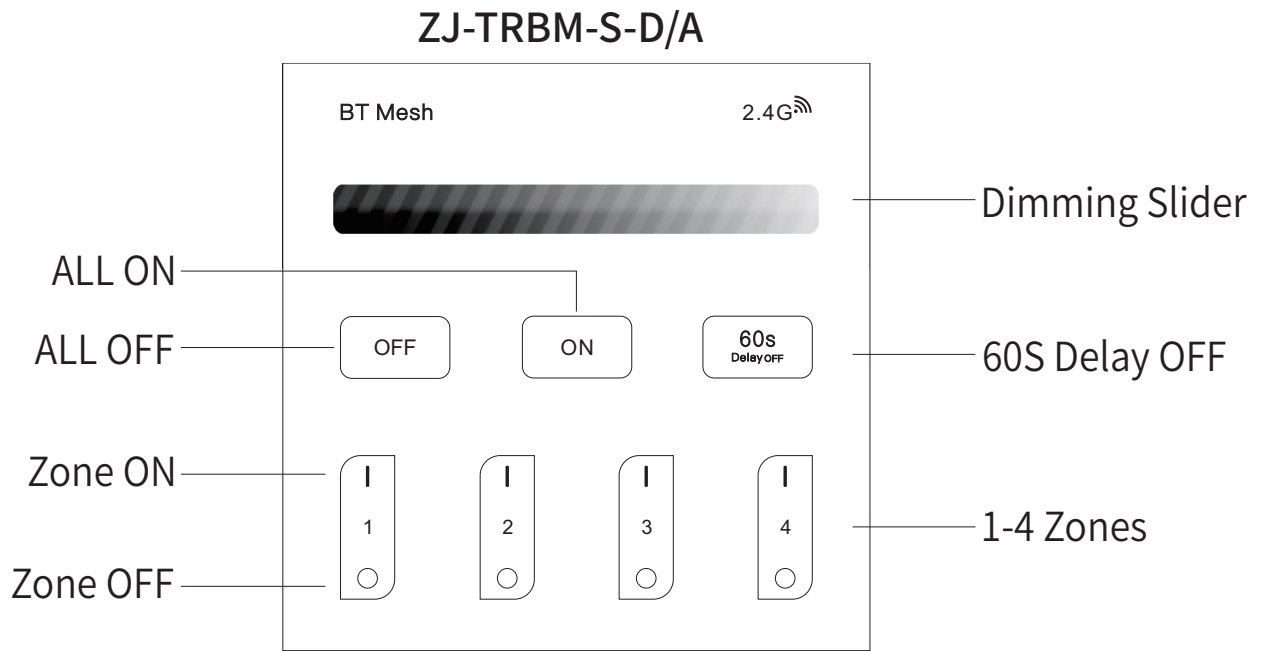 ZJ-TRBM-S-D/A
BT Mesh 2.4G
Dimming Slider
ALL ON
ALL OFF
OFF ON 60s
Delay OFF
60S Delay OFF
Zone ON
1 2 3 4
1-4 Zones
Zone OFF